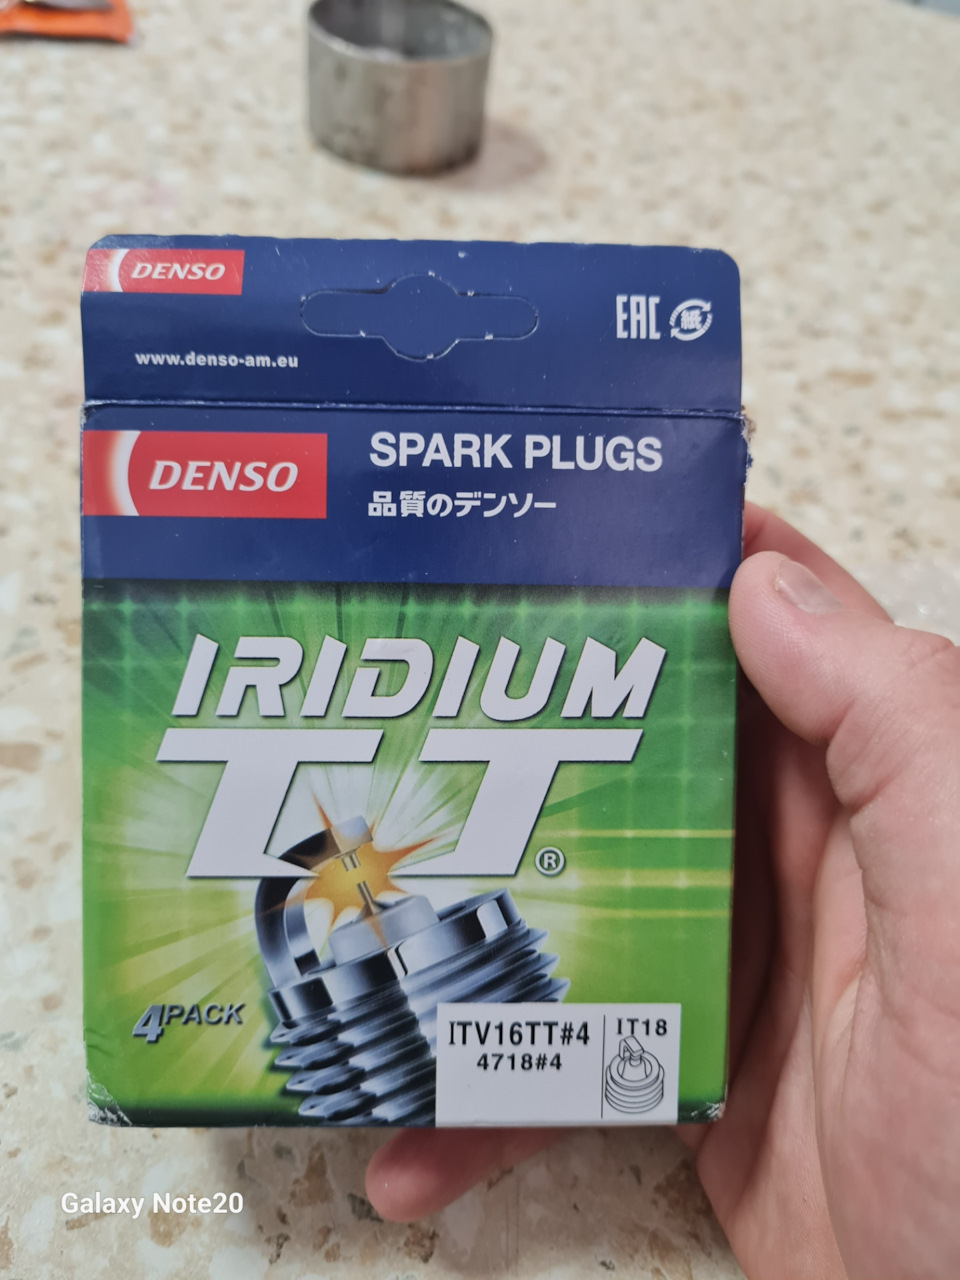 DENSO
EAC
紙
www.denso-am.eu
DENSO
SPARK PLUGS
品質のデンソー
IRIDIUM
TT®
4PACK
ITV16TT#4
4718#4
IT18
Galaxy Note20